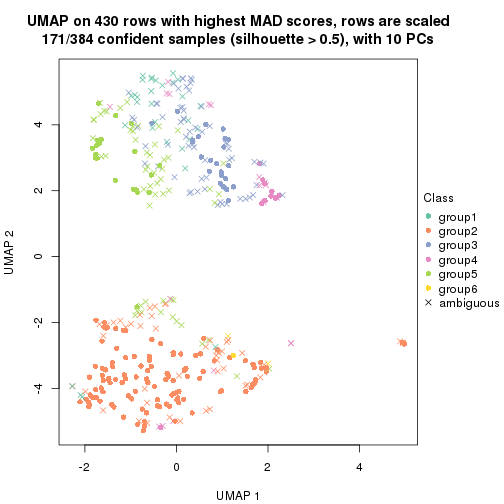 UMAP on 430 rows with highest MAD scores, rows are scaled
171/384 confident samples (silhouette > 0.5), with 10 PCs
4
2
0
-2
-4
UMAP 2
-2
0
2
4
UMAP 1
Class
group1
group2
group3
group4
group5
group6
ambiguous